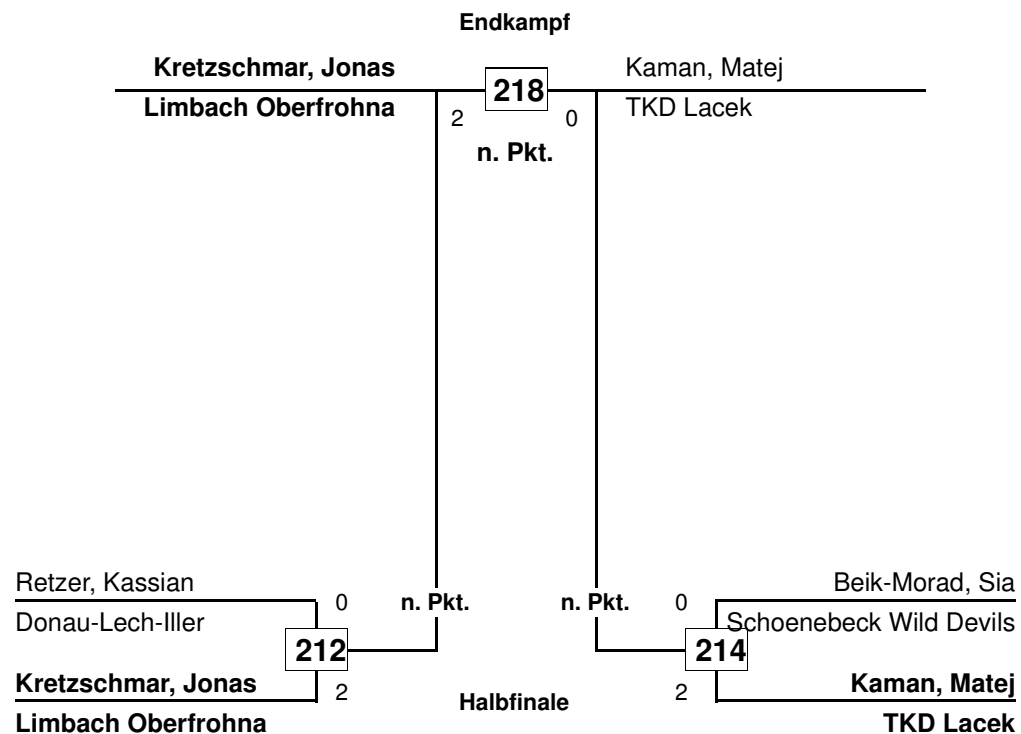 Endkampf
Kretzschmar, Jonas
Limbach Oberfrohna
218
Kaman, Matej
TKD Lacek
2
0
n. Pkt.
Retzer, Kassian
Donau-Lech-Iller
0
n. Pkt.
n. Pkt.
0
Beik-Morad, Sia
Schoenebeck Wild Devils
212
214
Kretzschmar, Jonas
Limbach Oberfrohna
2
Halbfinale
2
Kaman, Matej
TKD Lacek